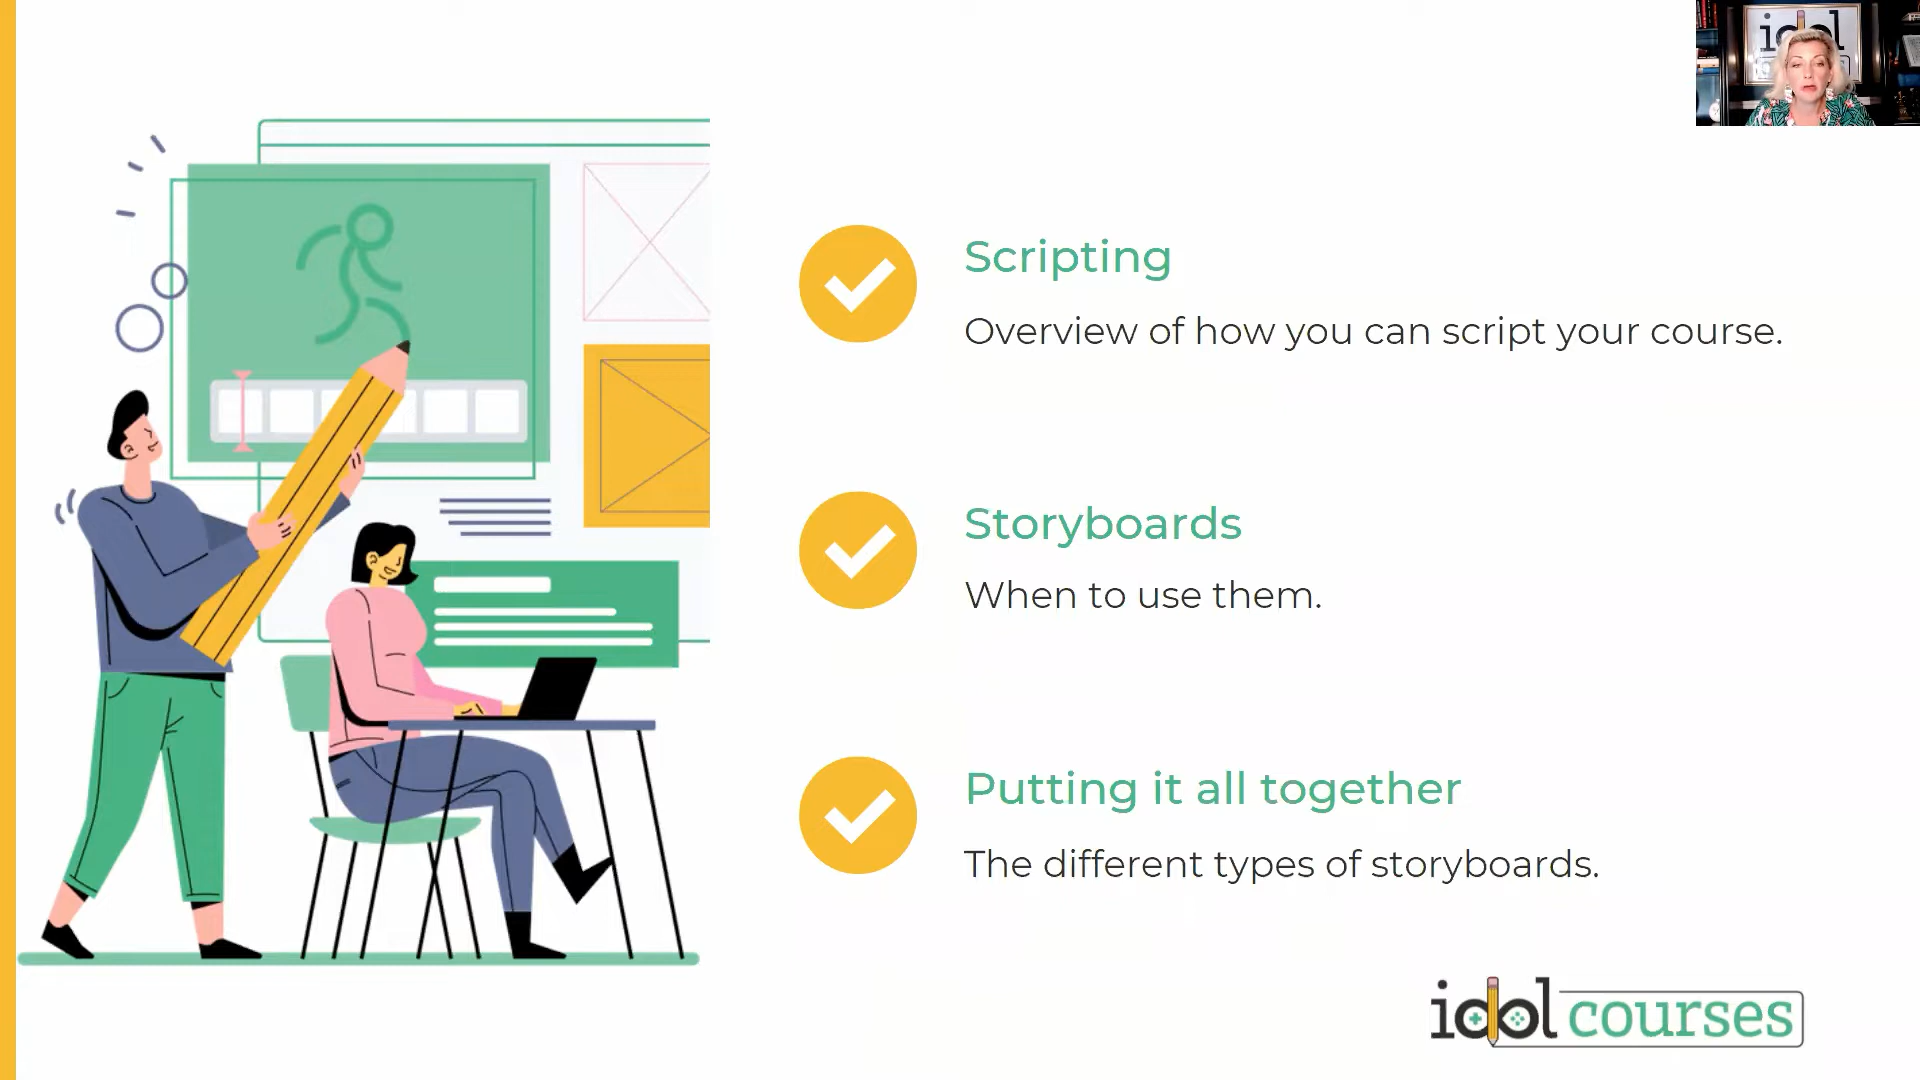 idol
Scripting
Overview of how you can script your course.
Storyboards
When to use them.
Putting it all together
The different types of storyboards.
idol courses